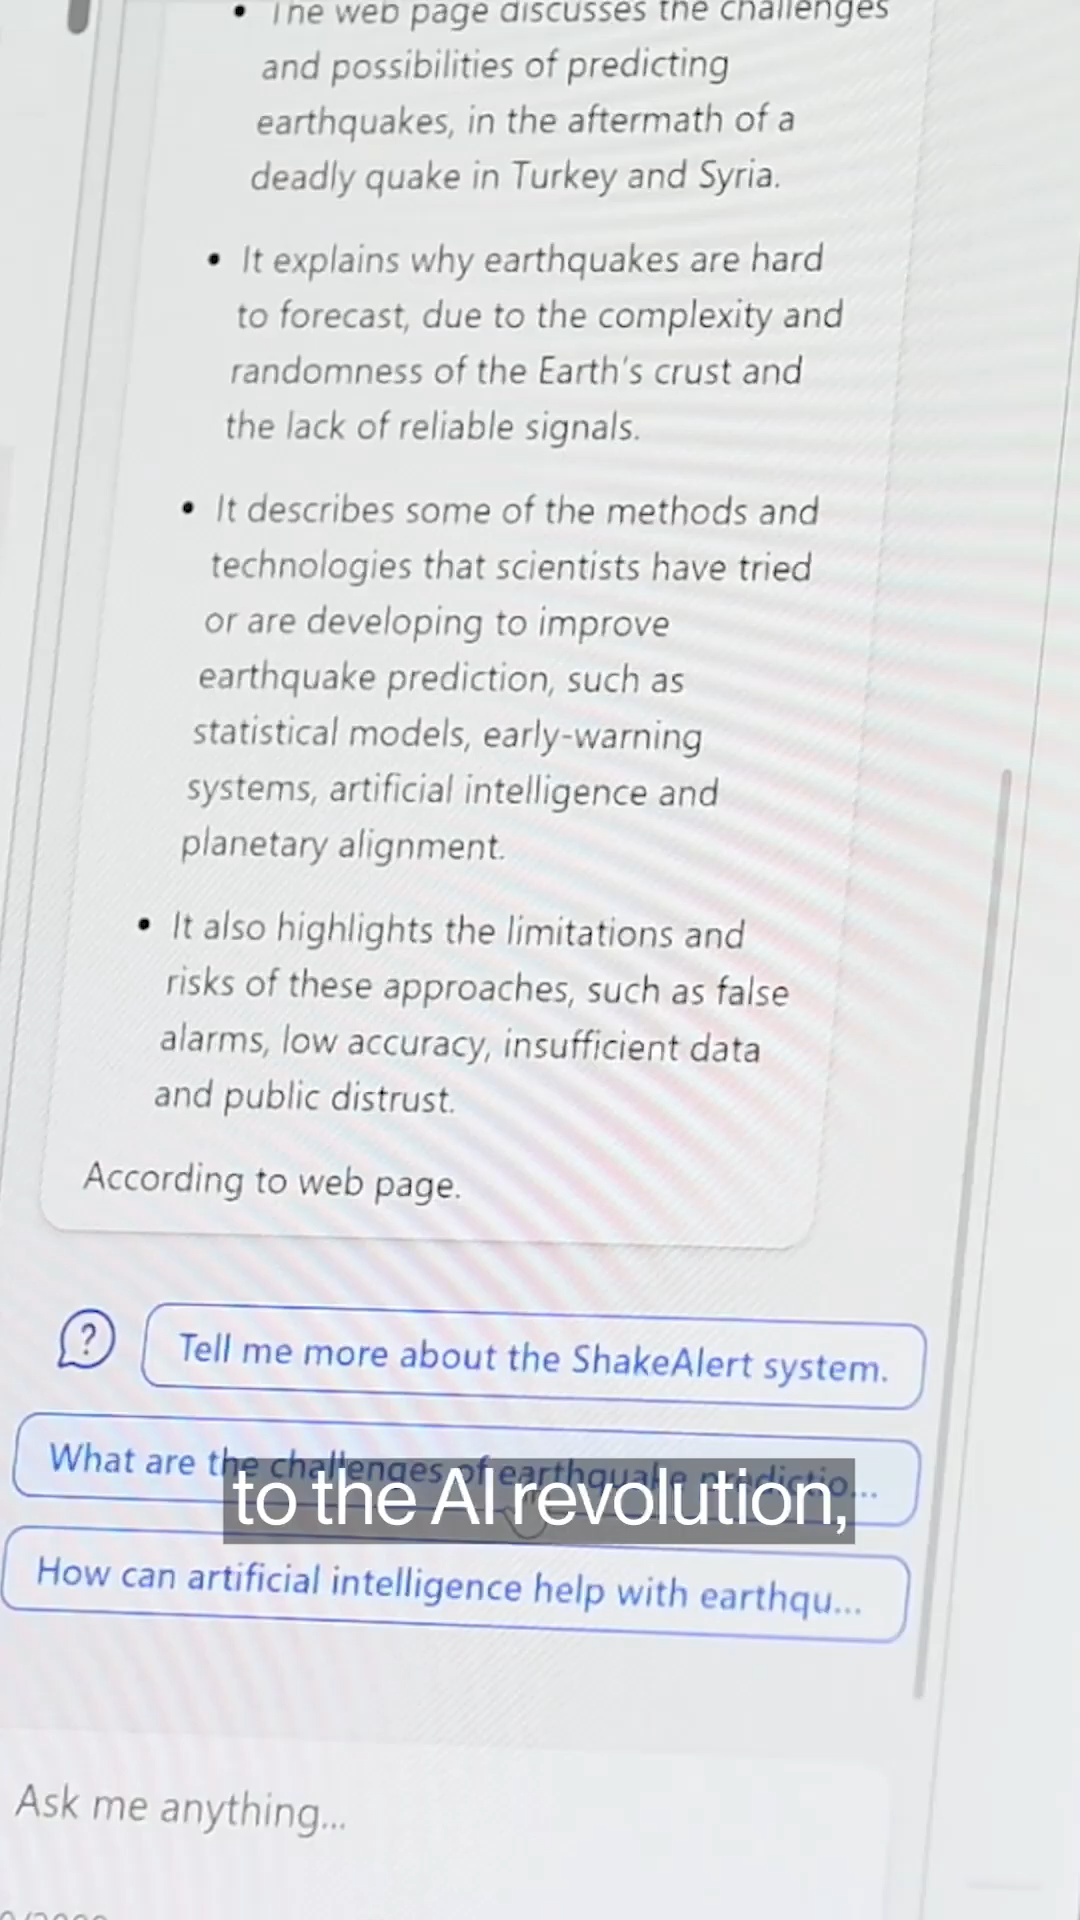 • The web page discusses the challenges
and possibilities of predicting
earthquakes, in the aftermath of a
deadly quake in Turkey and Syria.
• It explains why earthquakes are hard
to forecast, due to the complexity and
randomness of the Earth's crust and
the lack of reliable signals.
• It describes some of the methods and
technologies that scientists have tried
or are developing to improve
earthquake prediction, such as
statistical models, early-warning
systems, artificial intelligence and
planetary alignment.
• It also highlights the limitations and
risks of these approaches, such as false
alarms, low accuracy, insufficient data
and public distrust.
According to web page.
?
Tell me more about the ShakeAlert system.
What are the challenges of earthquake predictio...
to the AI revolution,
How can artificial intelligence help with earthqu...
Ask me anything...